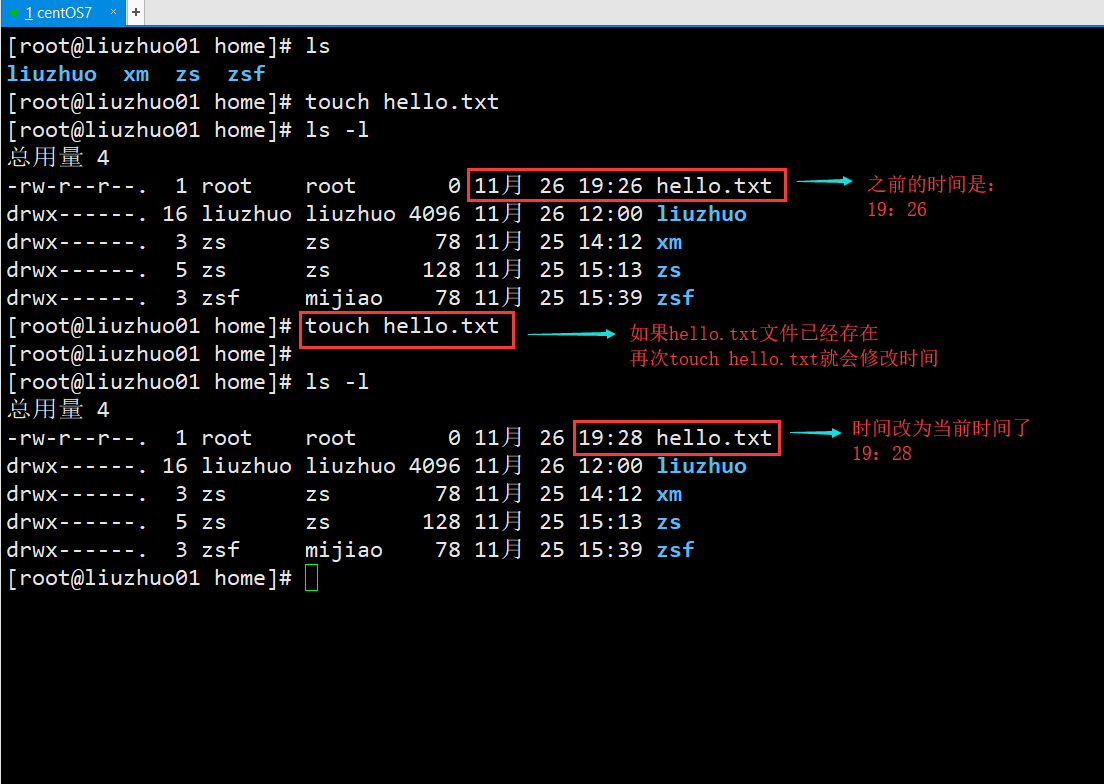 1 centOS7 × +
[root@liuzhuo01 home]# ls
liuzhuo  xm  zs  zsf
[root@liuzhuo01 home]# touch hello.txt
[root@liuzhuo01 home]# ls -l
总用量 4
-rw-r--r--.  1 root    root       0 11月 26 19:26 hello.txt
之前的时间是：
19：26
drwx------. 16 liuzhuo liuzhuo 4096 11月 26 12:00 liuzhuo
drwx------.  3 zs      zs        78 11月 25 14:12 xm
drwx------.  5 zs      zs       128 11月 25 15:13 zs
drwx------.  3 zsf     mijiao    78 11月 25 15:39 zsf
[root@liuzhuo01 home]# touch hello.txt
如果hello.txt文件已经存在
再次touch hello.txt就会修改时间
[root@liuzhuo01 home]#
[root@liuzhuo01 home]# ls -l
总用量 4
-rw-r--r--.  1 root    root       0 11月 26 19:28 hello.txt
时间改为当前时间了
19：28
drwx------. 16 liuzhuo liuzhuo 4096 11月 26 12:00 liuzhuo
drwx------.  3 zs      zs        78 11月 25 14:12 xm
drwx------.  5 zs      zs       128 11月 25 15:13 zs
drwx------.  3 zsf     mijiao    78 11月 25 15:39 zsf
[root@liuzhuo01 home]#